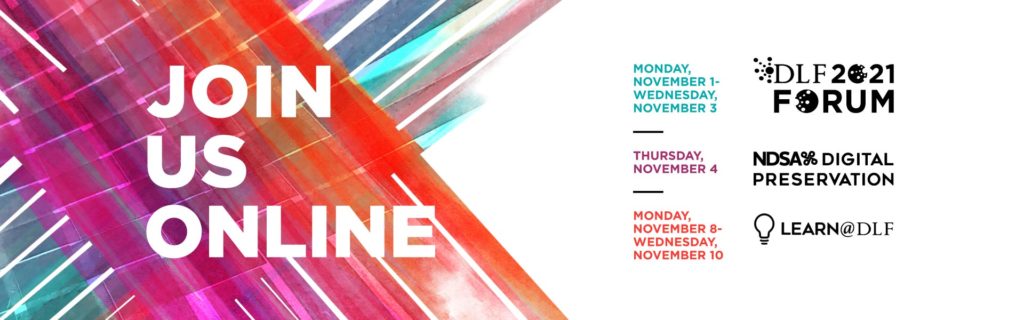 JOIN
US
ONLINE
MONDAY,
NOVEMBER 1-
WEDNESDAY,
NOVEMBER 3
DLF 2021
FORUM
THURSDAY,
NOVEMBER 4
NDSA DIGITAL
PRESERVATION
MONDAY,
NOVEMBER 8-
WEDNESDAY,
NOVEMBER 10
LEARN@DLF